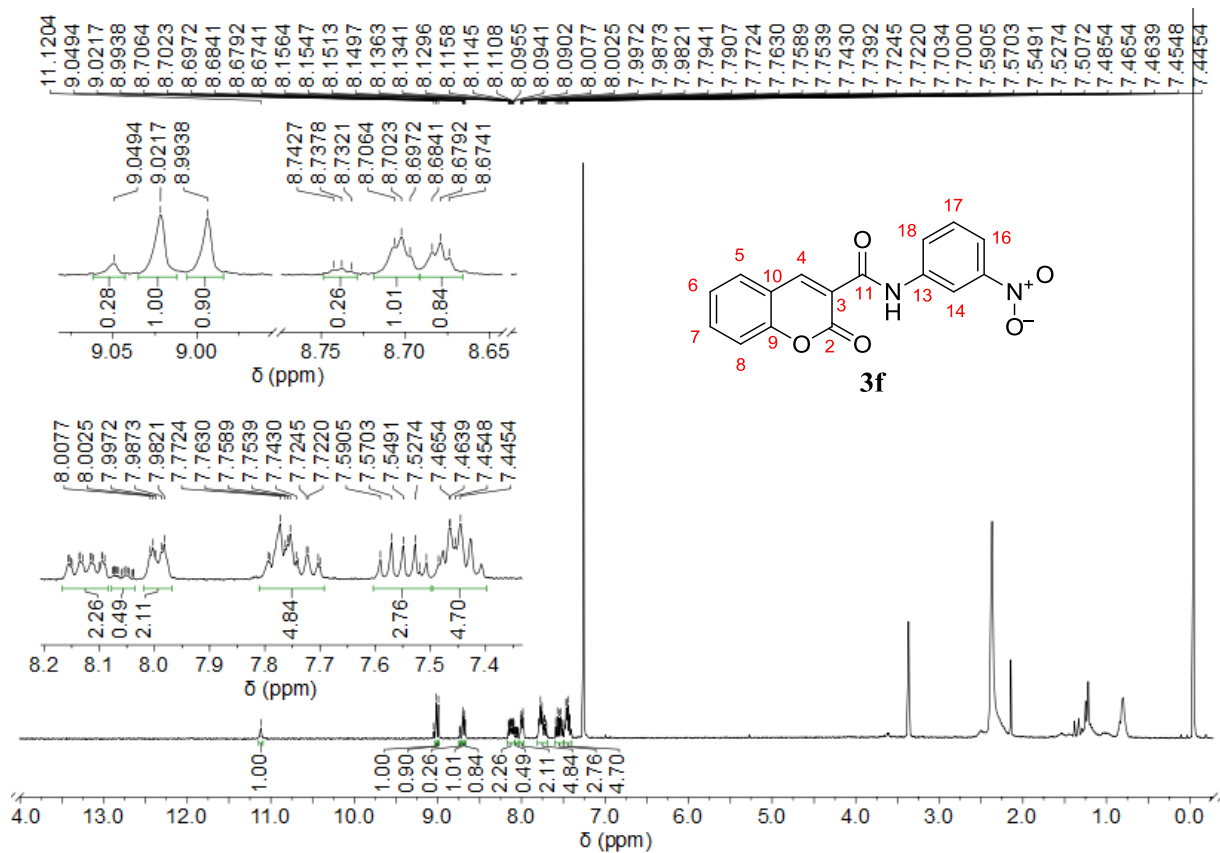 11.1204 9.0494 9.0217 8.9938 8.7064 8.7023 8.6972 8.6841 8.6792 8.6741 8.1564 8.1547 8.1513 8.1497 8.1363 8.1341 8.1296 8.1158 8.1145 8.1108 8.0955 8.0941 8.0902 8.0077 8.0025 7.9972 7.9873 7.9821 7.7941 7.7907 7.7724 7.7630 7.7589 7.7539 7.7430 7.7392 7.7245 7.7220 7.7034 7.7000 7.5905 7.5703 7.5491 7.5274 7.5072 7.4854 7.4654 7.4639 7.4548 7.4454
9.0494 9.0217 8.9938
8.7427 8.7378 8.7321 8.7064 8.7023 8.6972 8.6841 8.6792 8.6741
0.28 1.00 0.90 0.26 1.01 0.84
9.05 9.00 8.75 8.70 8.65
δ (ppm)
17
18 16
O
5 4
10 11 13 14
6 3
N
H
N+ O
O−
7 9 2
8 O O
3f
8.0077 8.0025 7.9972 7.9873 7.9821 7.7724 7.7630 7.7589 7.7539 7.7430 7.7245 7.7220 7.5905 7.5703 7.5491 7.5274 7.4654 7.4639 7.4548 7.4454
2.26 0.49 2.11 4.84 2.76 4.70
8.2 8.1 8.0 7.9 7.8 7.7 7.6 7.5 7.4
δ (ppm)
1.00 1.00 0.90 0.26 1.01 0.84 2.26 0.49 2.11 4.84 2.76 4.70
4.0 13.0 12.0 11.0 10.0 9.0 8.0 7.0 6.0 5.0 4.0 3.0 2.0 1.0 0.0
δ (ppm)